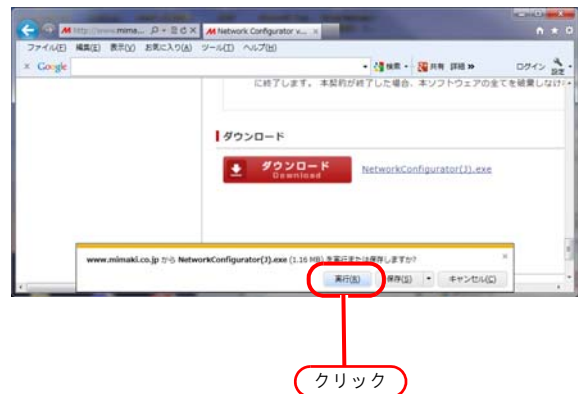 http://www.mima...
Network Configurator v...
ファイル(F) 編集(E) 表示(V) お気に入り(A) ツール(T) ヘルプ(H)
Google 検索 共有 詳細 » ログイン 設定
に終了します。 本契約が終了した場合、本ソフトウェアの全てを破棄しなけ
ダウンロード
ダウンロード
Download
NetworkConfigurator(J).exe
www.mimaki.co.jp から NetworkConfigurator(J).exe (1.16 MB) を実行または保存しますか?
実行(R) 保存(S) キャンセル(C)
クリック